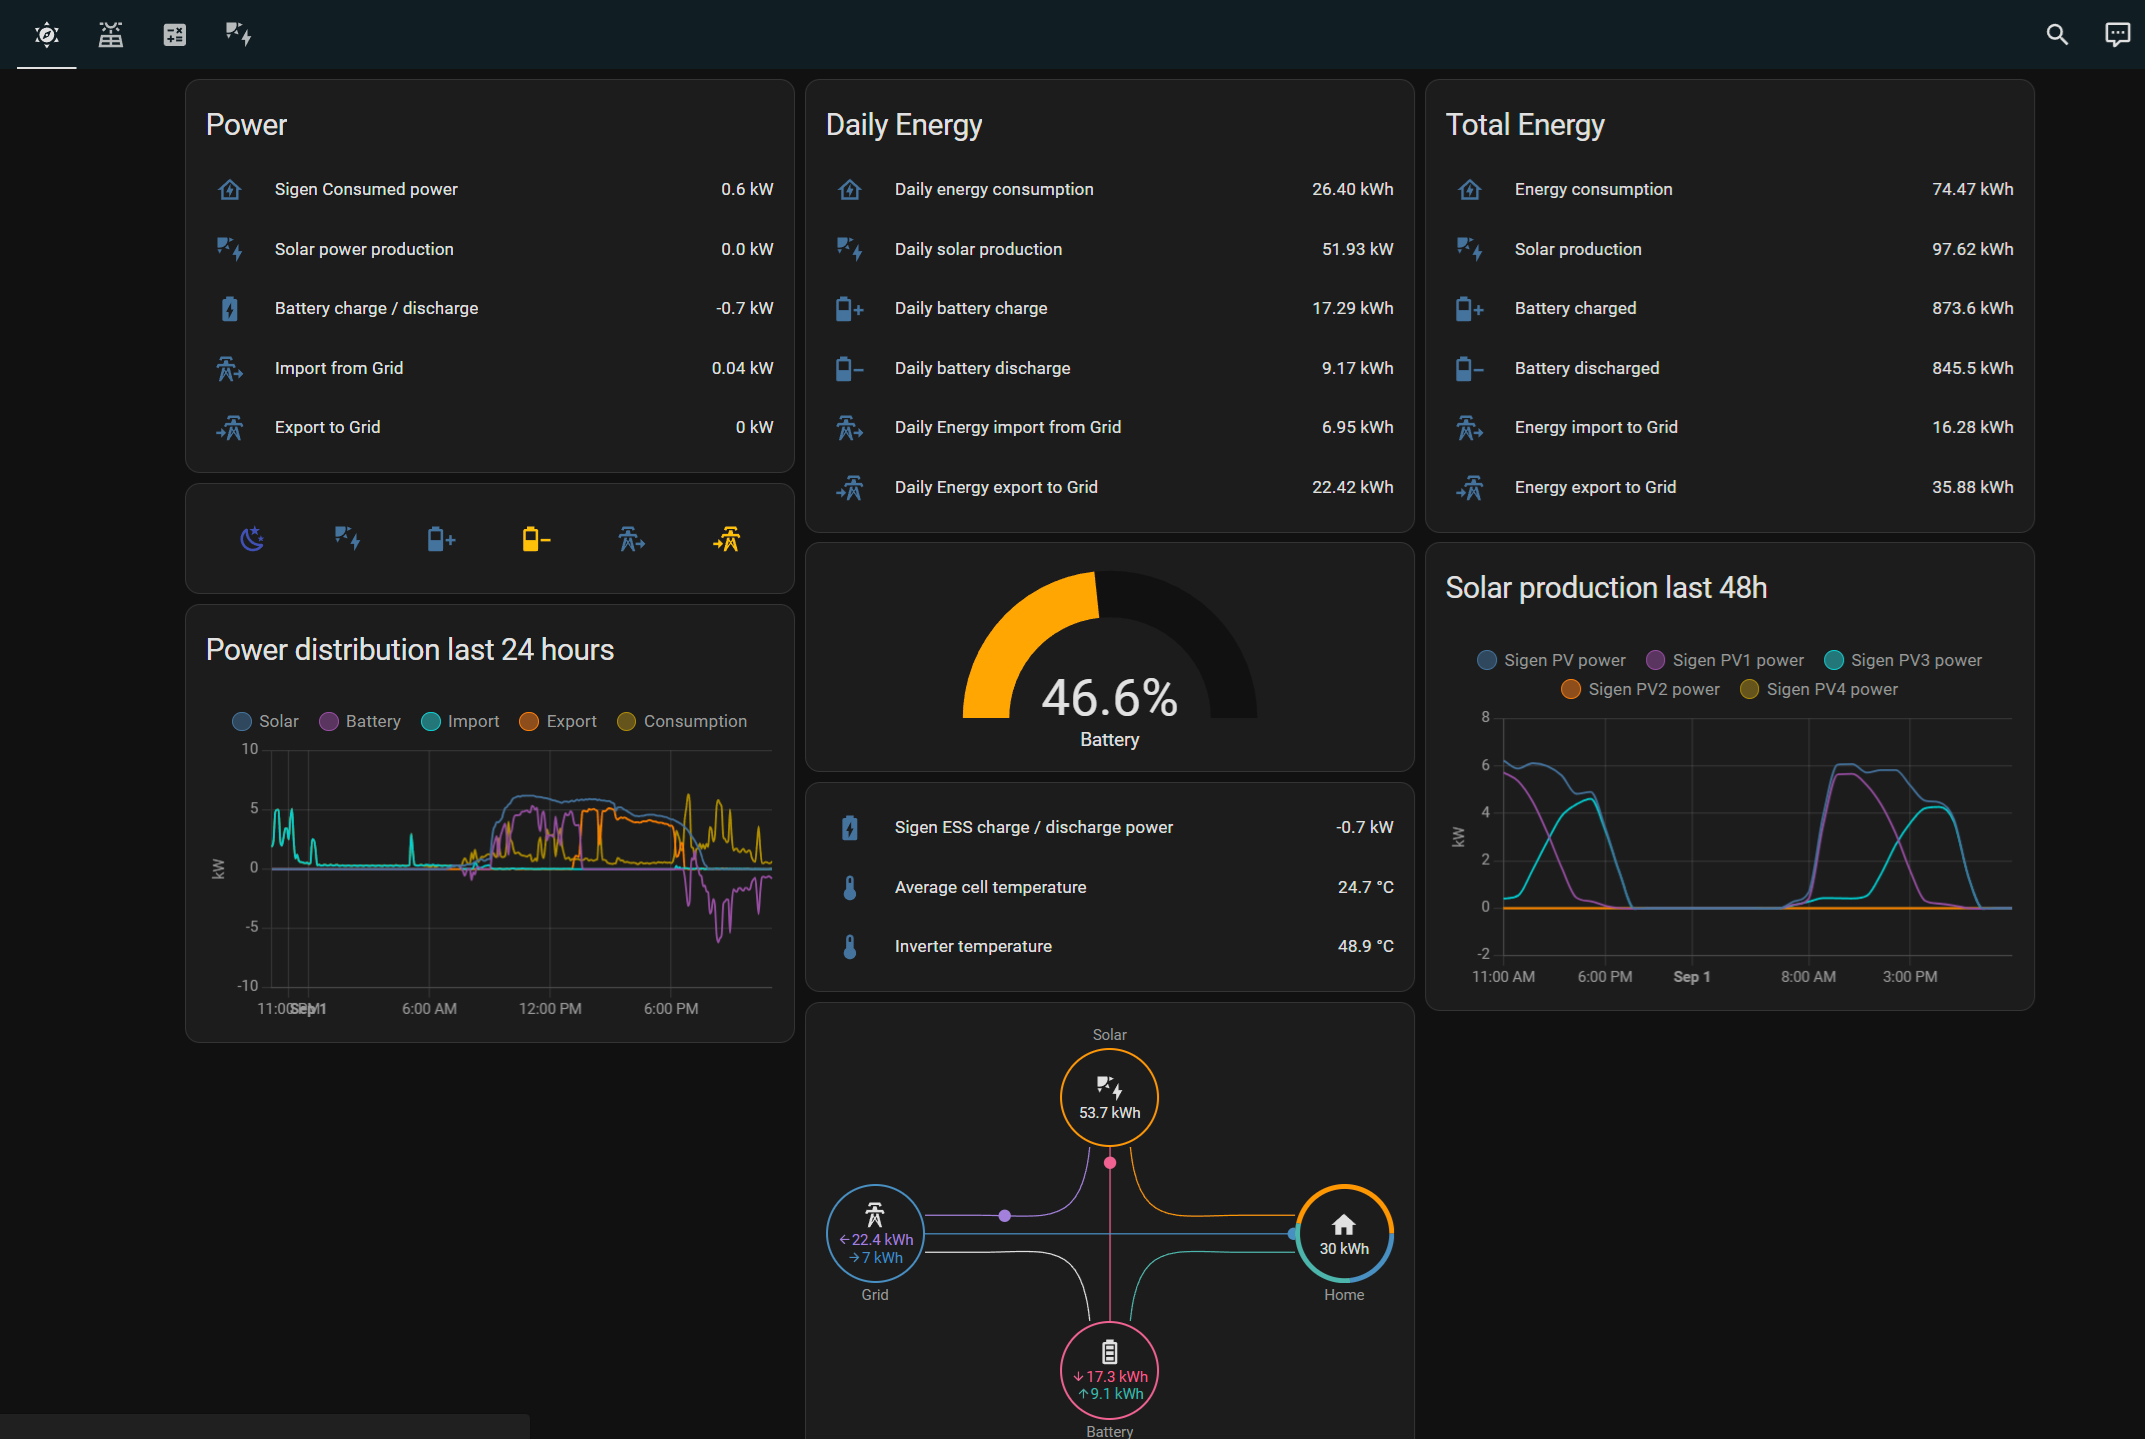 Power
Sigen Consumed power 0.6 kW
Solar power production 0.0 kW
Battery charge / discharge -0.7 kW
Import from Grid 0.04 kW
Export to Grid 0 kW
Power distribution last 24 hours
Solar Battery Import Export Consumption
10
5
0
-5
-10
kW
11:00 PM Sep 1 6:00 AM 12:00 PM 6:00 PM
Daily Energy
Daily energy consumption 26.40 kWh
Daily solar production 51.93 kW
Daily battery charge 17.29 kWh
Daily battery discharge 9.17 kWh
Daily Energy import from Grid 6.95 kWh
Daily Energy export to Grid 22.42 kWh
46.6%
Battery
Sigen ESS charge / discharge power -0.7 kW
Average cell temperature 24.7 °C
Inverter temperature 48.9 °C
Solar
53.7 kWh
←22.4 kWh
→7 kWh
Grid
30 kWh
Home
↓17.3 kWh
↑9.1 kWh
Battery
Total Energy
Energy consumption 74.47 kWh
Solar production 97.62 kWh
Battery charged 873.6 kWh
Battery discharged 845.5 kWh
Energy import to Grid 16.28 kWh
Energy export to Grid 35.88 kWh
Solar production last 48h
Sigen PV power Sigen PV1 power Sigen PV3 power
Sigen PV2 power Sigen PV4 power
8
6
4
2
0
-2
kW
11:00 AM 6:00 PM Sep 1 8:00 AM 3:00 PM